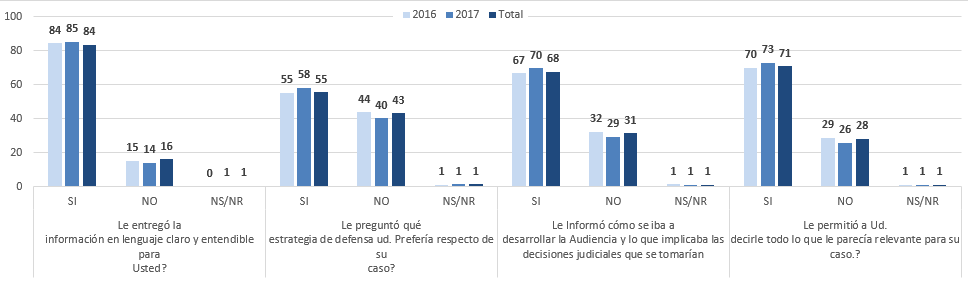 2016 2017 Total
100
80
60
40
20
0
84 85 84
15 14 16
0 1 1
55 58 55
44 40 43
1 1 1
67 70 68
32 29 31
1 1 1
70 73 71
29 26 28
1 1 1
SI NO NS/NR SI NO NS/NR SI NO NS/NR SI NO NS/NR
Le entregó la
información en lenguaje claro y entendible
para
Usted?
Le preguntó qué
estrategia de defensa ud. Prefería respecto de
su
caso?
Le Informó cómo se iba a
desarrollar la Audiencia y lo que implicaba las
decisiones judiciales que se tomarían
Le permitió a Ud.
decirle todo lo que le parecía relevante para su
caso.?